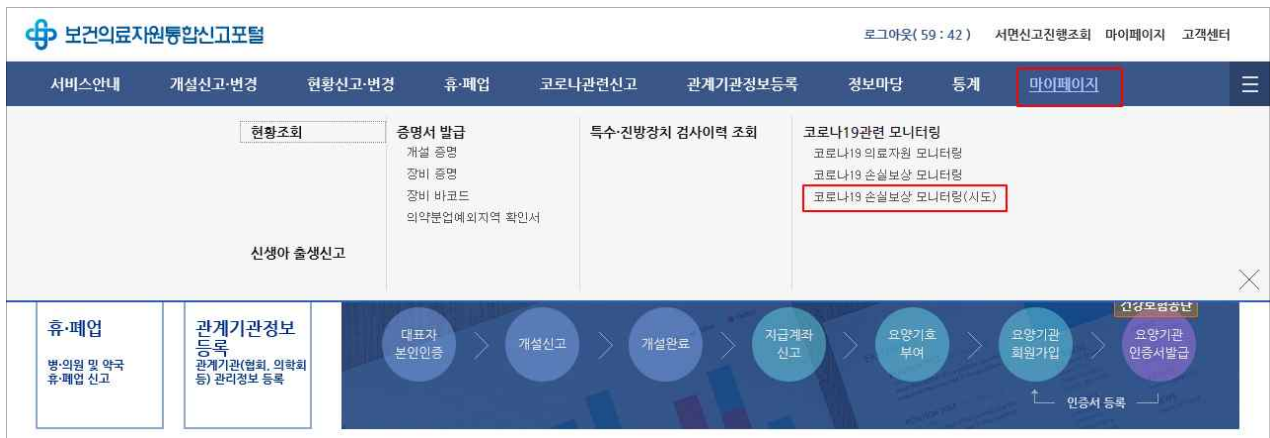 보건의료자원통합신고포털
로그아웃( 59 : 42 ) 서면신고진행조회 마이페이지 고객센터
서비스안내 개설신고·변경 현황신고·변경 휴·폐업 코로나관련신고 관계기관정보등록 정보마당 통계 마이페이지
현황조회 증명서 발급 특수·진방장치 검사이력 조회 코로나19관련 모니터링
개설 증명 코로나19 의료자원 모니터링
장비 증명 코로나19 손실보상 모니터링
장비 바코드 코로나19 손실보상 모니터링(시도)
의약분업예외지역 확인서
신생아 출생신고
건강보험공단
휴·폐업
병·의원 및 약국
휴·폐업 신고
관계기관정보
등록
관계기관(협회, 의학회
등) 관리정보 등록
대표자
본인인증
개설신고
개설완료
지급계좌
신고
요양기호
부여
요양기관
회원가입
요양기관
인증서발급
인증서 등록